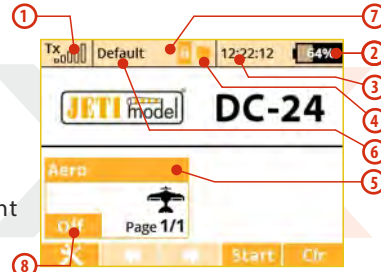 1
7
Tx Default 12:22:12 64%
2
3
4
JETI model DC-24
6
Aero
5
nt
Off Page 1/1
Start Clr
8